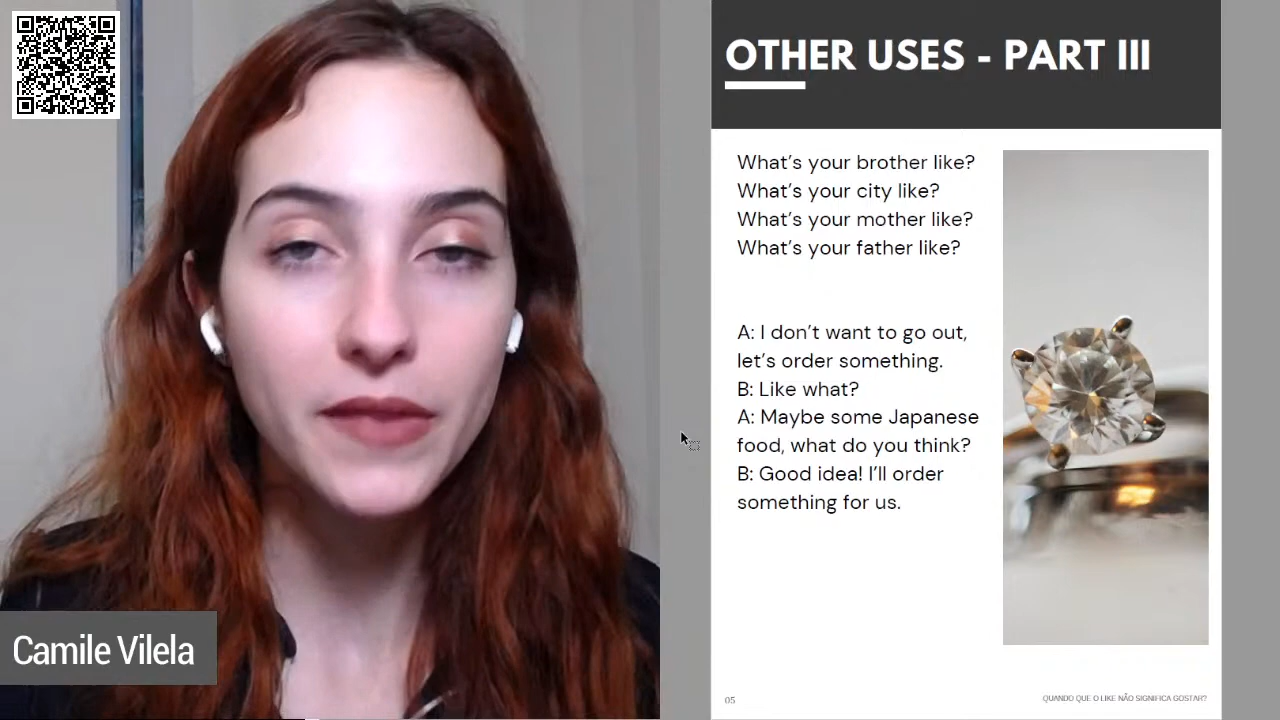 OTHER USES - PART III
What's your brother like?
What's your city like?
What's your mother like?
What's your father like?
A: I don't want to go out,
let's order something.
B: Like what?
A: Maybe some Japanese
food, what do you think?
B: Good idea! I'll order
something for us.
Camile Vilela
05
QUANDO QUE O LIKE NÃO SIGNIFICA GOSTAR?